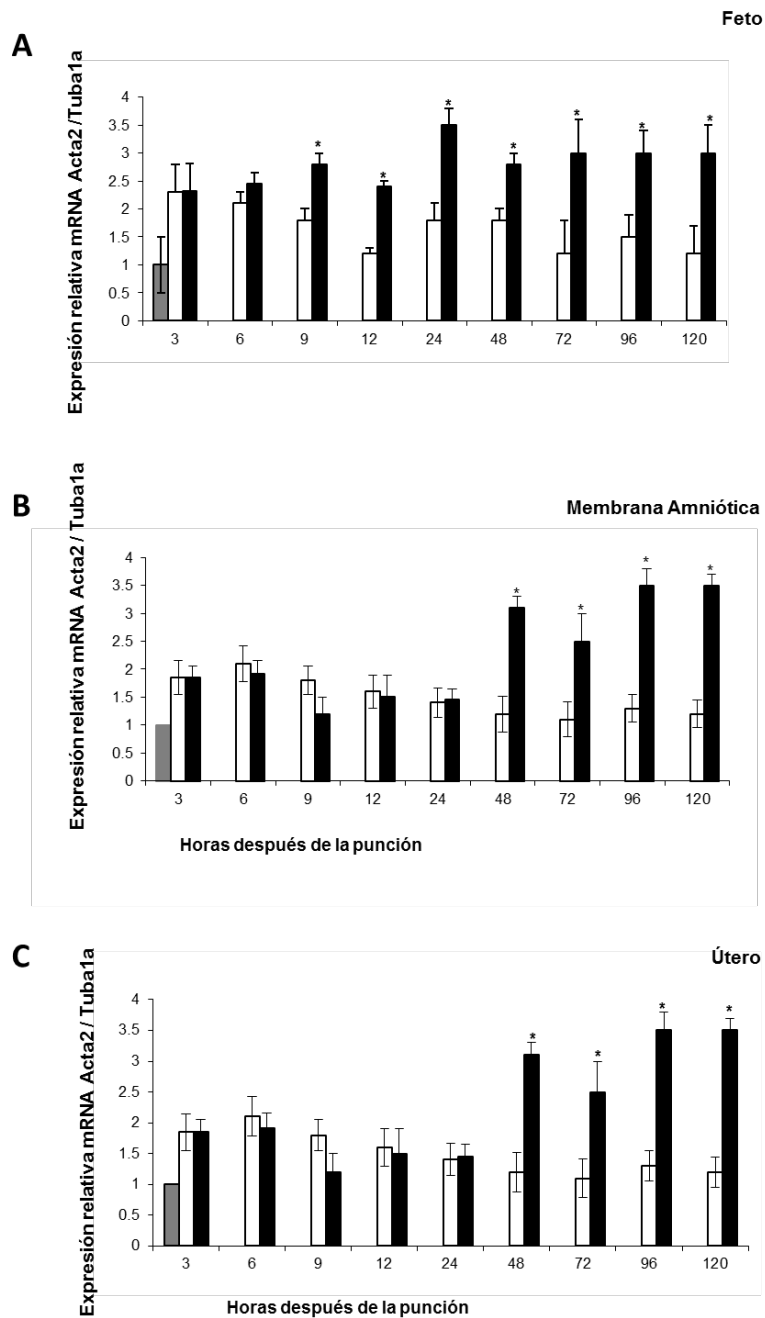 Feto
A
Expresión relativa mRNA Acta2 /Tuba1a
4
3.5
3
2.5
2
1.5
1
0.5
0
* * * * * * *
3 6 9 12 24 48 72 96 120
B
Membrana Amniótica
Expresión relativa mRNA Acta2 / Tuba1a
4
3.5
3
2.5
2
1.5
1
0.5
0
* * * *
3 6 9 12 24 48 72 96 120
Horas después de la punción
C
Útero
Expresión relativa mRNA Acta2 / Tuba1a
4
3.5
3
2.5
2
1.5
1
0.5
0
* * * *
3 6 9 12 24 48 72 96 120
Horas después de la punción